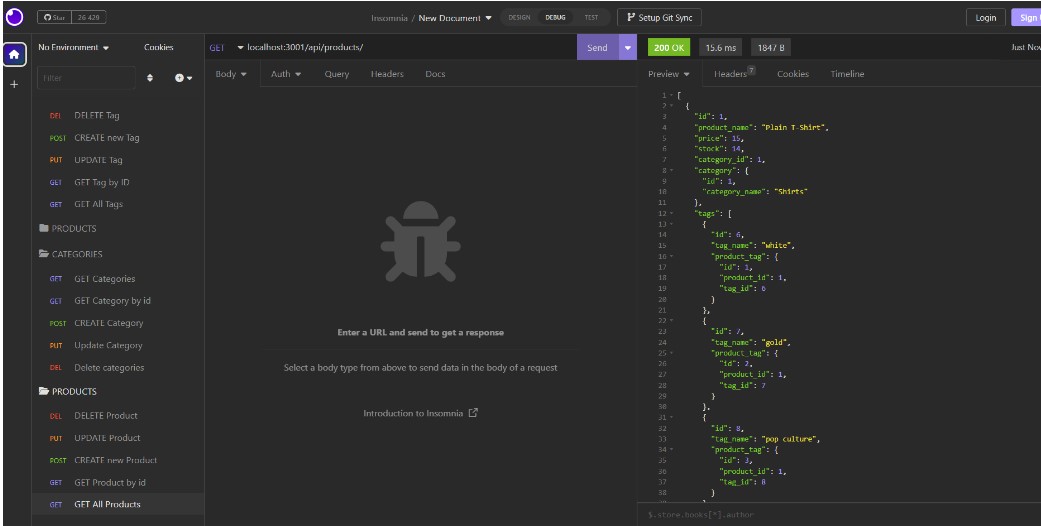 Star 26 429
Insomnia / New Document
DESIGN DEBUG TEST
Setup Git Sync
Login
Sign
No Environment
Cookies
Filter
DEL DELETE Tag
POST CREATE new Tag
PUT UPDATE Tag
GET GET Tag by ID
GET GET All Tags
PRODUCTS
CATEGORIES
GET GET Categories
GET GET Category by id
POST CREATE Category
PUT Update Category
DEL Delete categories
PRODUCTS
DEL DELETE Product
PUT UPDATE Product
POST CREATE new Product
GET GET Product by id
GET GET All Products
GET localhost:3001/api/products/
Send
Body Auth Query Headers Docs
Enter a URL and send to get a response
Select a body type from above to send data in the body of a request
Introduction to Insomnia
200 OK 15.6 ms 1847 B
Just Now
Preview Headers 7 Cookies Timeline
1 [
2 {
3 "id": 1,
4 "product_name": "Plain T-Shirt",
5 "price": 15,
6 "stock": 14,
7 "category_id": 1,
8 "category": {
9 "id": 1,
10 "category_name": "Shirts"
11 },
12 "tags": [
13 {
14 "id": 6,
15 "tag_name": "white",
16 "product_tag": {
17 "id": 1,
18 "product_id": 1,
19 "tag_id": 6
20 }
21 },
22 {
23 "id": 7,
24 "tag_name": "gold",
25 "product_tag": {
26 "id": 2,
27 "product_id": 1,
28 "tag_id": 7
29 }
30 },
31 {
32 "id": 8,
33 "tag_name": "pop culture",
34 "product_tag": {
35 "id": 3,
36 "product_id": 1,
37 "tag_id": 8
38 }
$.store.books[*].author